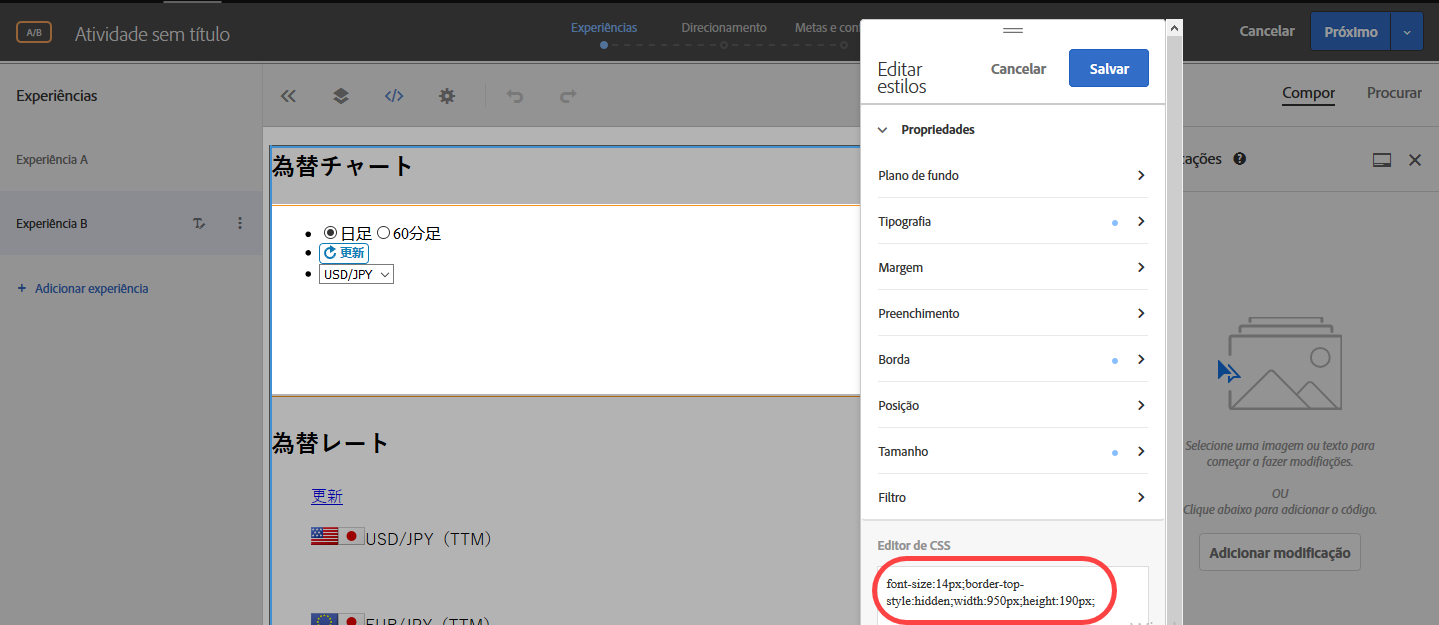 A/B
Atividade sem título
Experiências
Direcionamento
Metas e con
Cancelar
Próximo
Experiências
Experiência A
Experiência B
+ Adicionar experiência
</>
為替チャート
日足 60分足
更新
USD/JPY
為替レート
更新
USD/JPY（TTM）
EUR/JPY（TTM）
Editar
estilos
Cancelar
Salvar
Propriedades
Plano de fundo
Tipografia
Margem
Preenchimento
Borda
Posição
Tamanho
Filtro
Editor de CSS
font-size:14px;border-top-
style:hidden;width:950px;height:190px;
Compor
Procurar
cações ?
Selecione uma imagem ou texto para
começar a fazer modifiações.
OU
Clique abaixo para adicionar o código.
Adicionar modificação